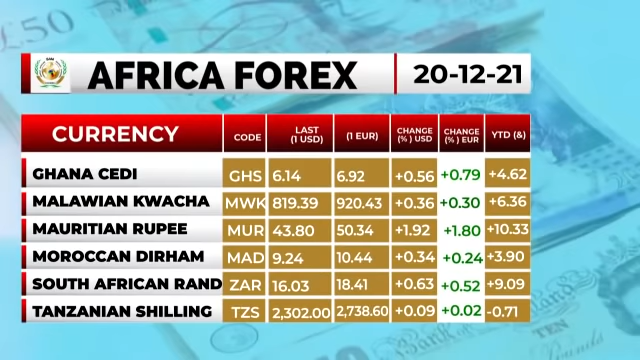 £50
AFRICA FOREX 20-12-21
CURRENCY CODE LAST (1 USD) (1 EUR) CHANGE (%) USD CHANGE (%) EUR YTD (&)
GHANA CEDI GHS 6.14 6.92 +0.56 +0.79 +4.62
MALAWIAN KWACHA MWK 819.39 920.43 +0.36 +0.30 +6.36
MAURITIAN RUPEE MUR 43.80 50.34 +1.92 +1.80 +10.33
MOROCCAN DIRHAM MAD 9.24 10.44 +0.34 +0.24 +3.90
SOUTH AFRICAN RAND ZAR 16.03 18.41 +0.63 +0.52 +9.09
TANZANIAN SHILLING TZS 2,302.00 2,738.60 +0.09 +0.02 -0.71
TEN
Pounds